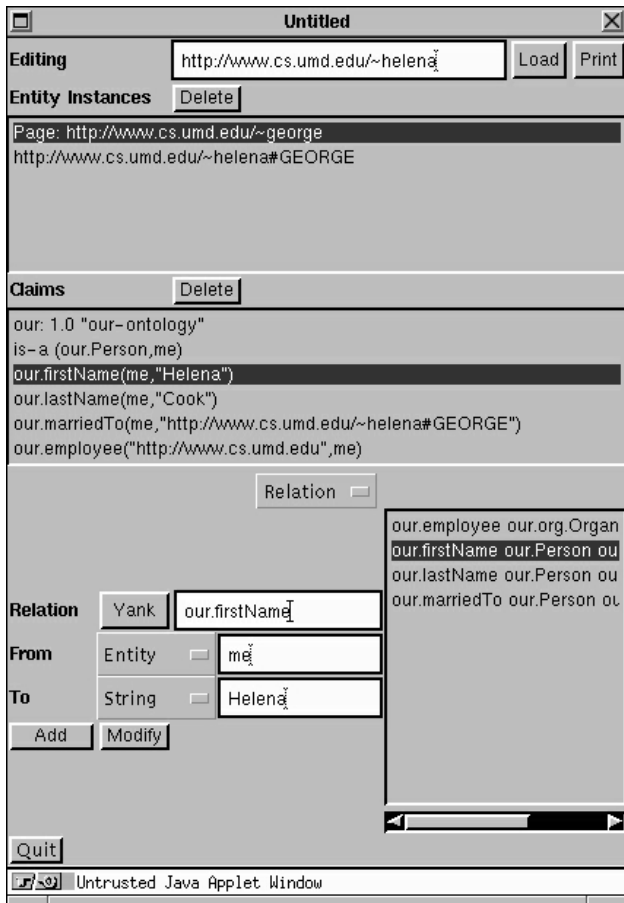 Untitled
Editing http://www.cs.umd.edu/~helena Load Print
Entity Instances Delete
Page: http://www.cs.umd.edu/~george
http://www.cs.umd.edu/~helena#GEORGE
Claims Delete
our: 1.0 "our-ontology"
is-a (our.Person,me)
our.firstName(me,"Helena")
our.lastName(me,"Cook")
our.marriedTo(me,"http://www.cs.umd.edu/~helena#GEORGE")
our.employee("http://www.cs.umd.edu",me)
Relation
our.employee our.org.Organ
our.firstName our.Person ou
our.lastName our.Person ou
our.marriedTo our.Person ou
Relation Yank our.firstName
From Entity me
To String Helena
Add Modify
Quit
Untrusted Java Applet Window